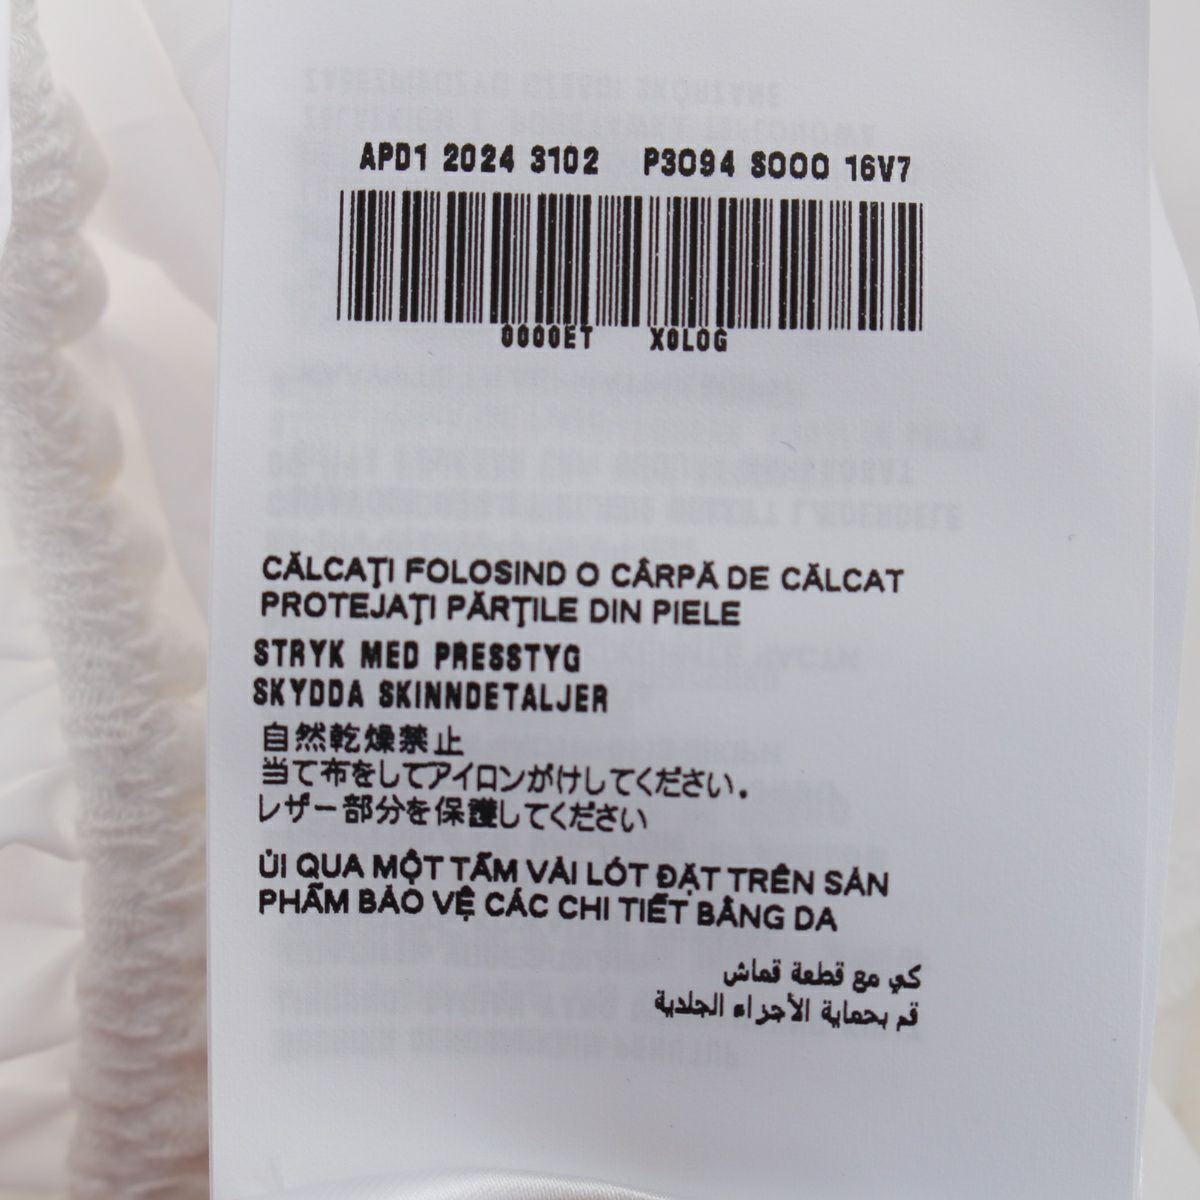 APD1 2024 3102 P3094 S000 16V7
0000ET X0L0G
CĂLCAŢI FOLOSIND O CÂRPĂ DE CĂLCAT
PROTEJAŢI PĂRŢILE DIN PIELE
STRYK MED PRESSTYG
SKYDDA SKINNDETALJER
自然乾燥禁止
当て布をしてアイロンがけしてください.
レザー部分を保護してください
ỦI QUA MỘT TẤM VẢI LÓT ĐẶT TRÊN SẢN
PHẨM BẢO VỆ CÁC CHI TIẾT BẰNG DA
كي مع قطعة قماش
قم بحماية الأجزاء الجلدية